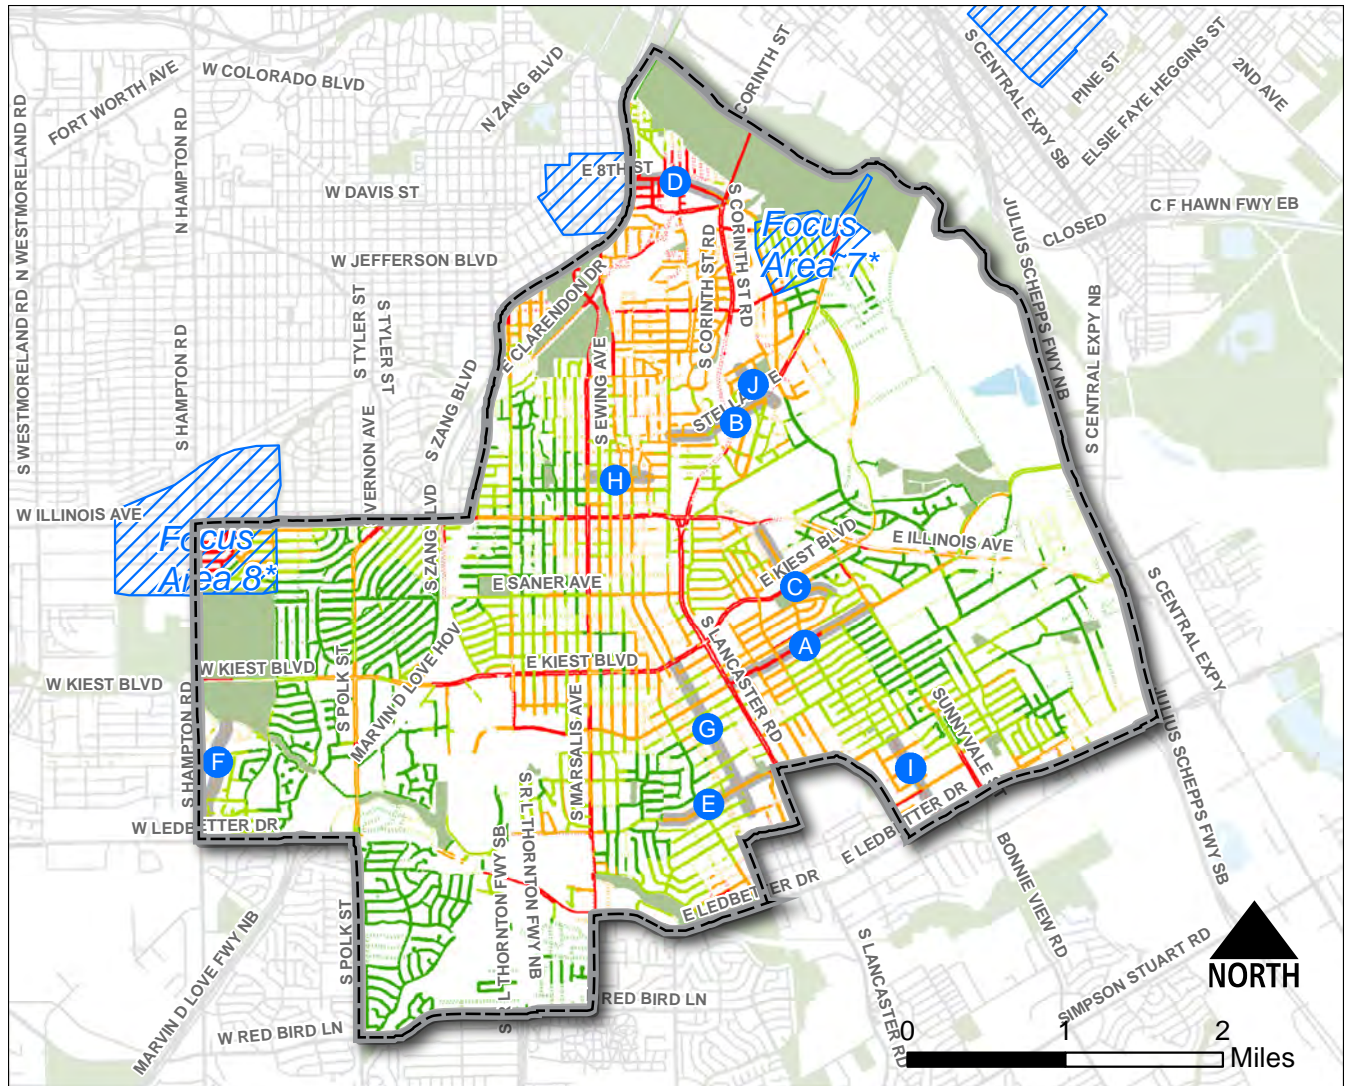 W COLORADO BLVD
FORT WORTH AVE
N ZANG BLVD
CORINTH ST
S CENTRAL EXPY SB
PINE ST
ELSIE FAYE HEGGINS ST
2ND AVE
N WESTMORELAND RD
N HAMPTON RD
W DAVIS ST
E 8TH ST
D
S CORINTH ST RD
S CORINTH ST RD
Focus
Area 7*
JULIUS SCHEPPS FWY NB
CLOSED
C F HAWN FWY EB
W JEFFERSON BLVD
S WESTMORELAND RD
S HAMPTON RD
S TYLER ST
S TYLER ST
E CLARENDON DR
S EWING AVE
S CENTRAL EXPY NB
S ZANG BLVD
VERNON AVE
J
STELLA
E
B
H
W ILLINOIS AVE
Focus
Area 8*
S ZANG BLVD
E SANER AVE
E KIEST BLVD
E ILLINOIS AVE
C
A
S CENTRAL EXPY
W KIEST BLVD
W KIEST BLVD
E KIEST BLVD
S POLK ST
MARVIN D LOVE HOV
S MARSALIS AVE
S LANCASTER RD
SUNNYVALE ST
S HAMPTON RD
F
G
I
E
JULIUS SCHEPPS FWY SB
W LEDBETTER DR
S R L THORNTON FWY SB
S R L THORNTON FWY NB
E LEDBETTER DR
E LEDBETTER DR
BONNIE VIEW RD
MARVIN D LOVE FWY NB
S POLK ST
S LANCASTER RD
SIMPSON STUART RD
RED BIRD LN
W RED BIRD LN
NORTH
0 1 2
Miles